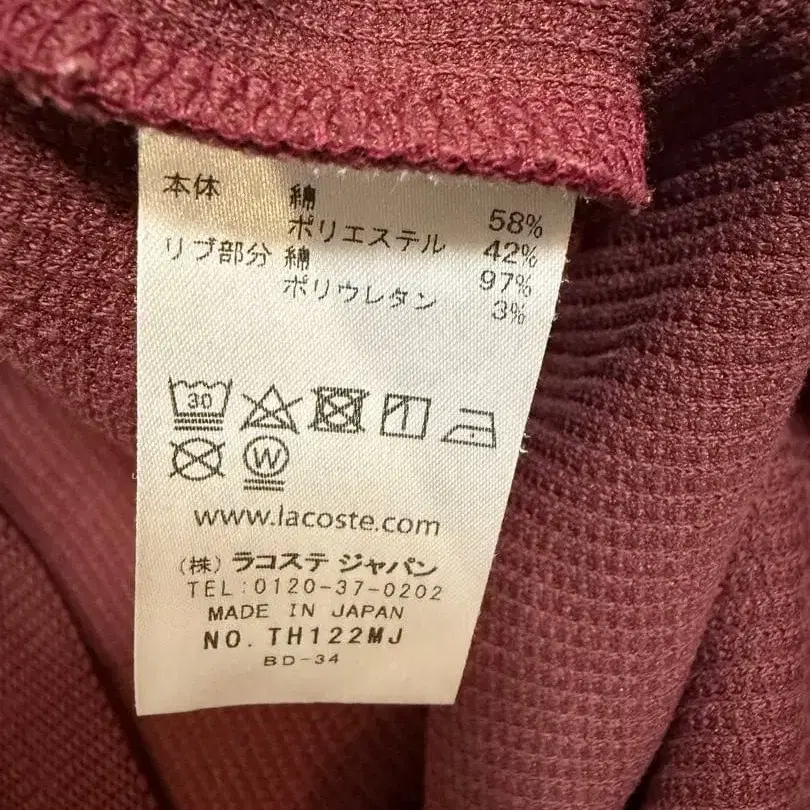 本体 綿 58%
ポリエステル 42%
リブ部分 綿 97%
ポリウレタン 3%
30
W
www.lacoste.com
(株) ラコステ ジャパン
TEL:0120-37-0202
MADE IN JAPAN
NO. TH122MJ
BD-34